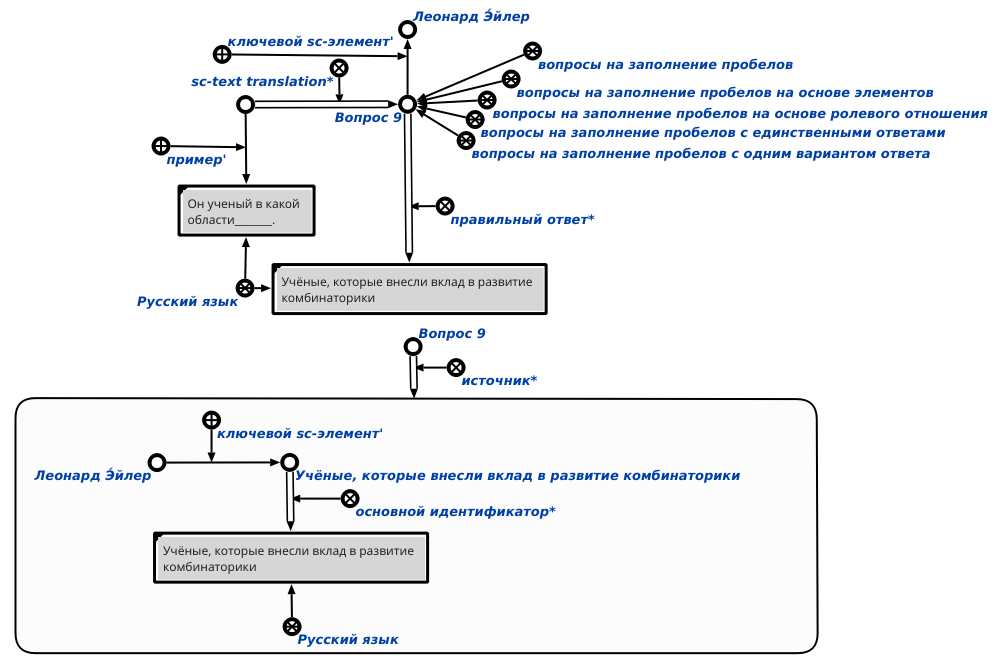 Леонард Э́йлер
ключевой sc-элемент'
вопросы на заполнение пробелов
sc-text translation*
вопросы на заполнение пробелов на основе элементов
вопросы на заполнение пробелов на основе ролевого отношения
Вопрос 9
вопросы на заполнение пробелов с единственными ответами
вопросы на заполнение пробелов с одним вариантом ответа
пример'
Он ученый в какой
области______.
правильный ответ*
Учёные, которые внесли вклад в развитие
комбинаторики
Русский язык
Вопрос 9
источник*
ключевой sc-элемент'
Леонард Э́йлер
Учёные, которые внесли вклад в развитие комбинаторики
основной идентификатор*
Учёные, которые внесли вклад в развитие
комбинаторики
Русский язык